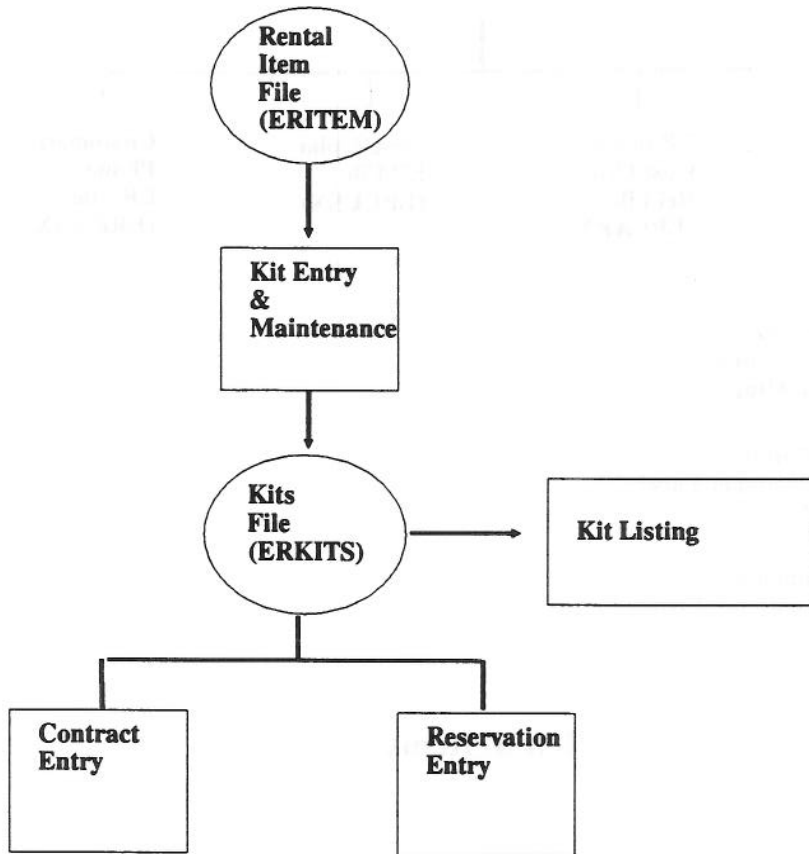 Rental
Item
File
(ERITEM)
Kit Entry
&
Maintenance
Kits
File
(ERKITS)
Kit Listing
Contract
Entry
Reservation
Entry